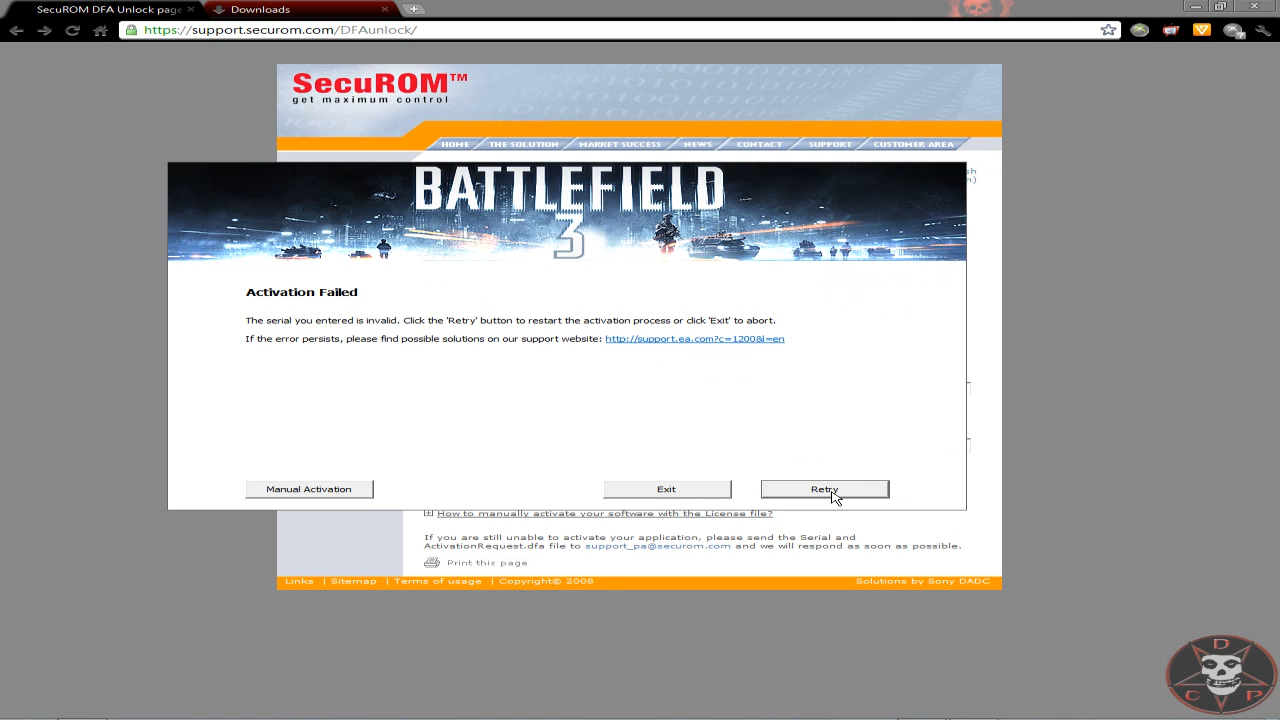 SecuROM DFA Unlock page
Downloads
https://support.securom.com/DFAunlock/
SecuROM™
get maximum control
HOME
THE SOLUTION
MARKET SUCCESS
NEWS
CONTACT
SUPPORT
CUSTOMER AREA
BATTLEFIELD
3
Activation Failed
The serial you entered is invalid. Click the 'Retry' button to restart the activation process or click 'Exit' to abort.
If the error persists, please find possible solutions on our support website: http://support.ea.com?c=1200&l=en
Manual Activation
Exit
Retry
How to manually activate your software with the License file?
If you are still unable to activate your application, please send the Serial and
ActivationRequest.dfa file to support_pa@securom.com and we will respond as soon as possible.
Print this page
Links | Sitemap | Terms of usage | Copyright© 2008
Solutions by Sony DADC
D
C P